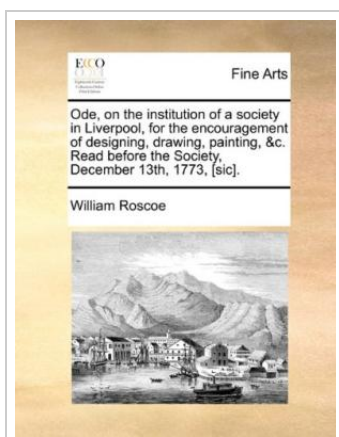 ECCO
Fine Arts
Ode, on the institution of a society
in Liverpool, for the encouragement
of designing, drawing, painting, &c.
Read before the Society,
December 13th, 1773, [sic].
William Roscoe